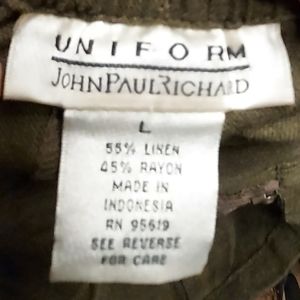 UNIFORM
JOHNPAULRICHARD
L
55% LINEN
45% RAYON
MADE IN
INDONESIA
RN 95619
SEE REVERSE
FOR CARE